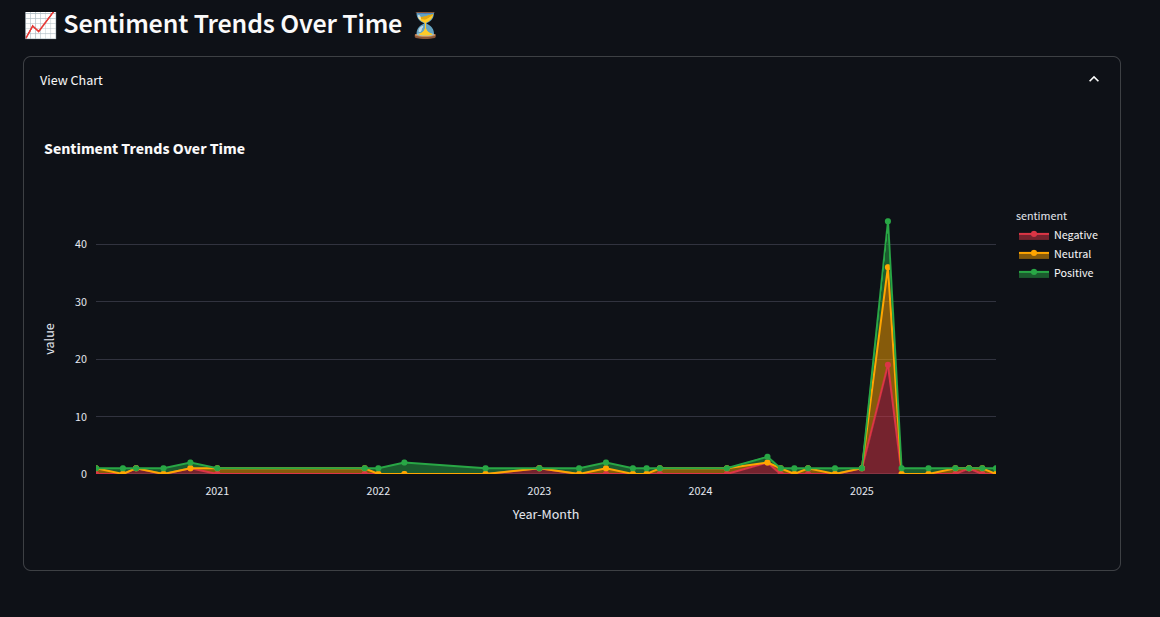 📈 Sentiment Trends Over Time ⏳
View Chart
Sentiment Trends Over Time
sentiment
Negative
Neutral
Positive
value
40
30
20
10
0
2021 2022 2023 2024 2025
Year-Month